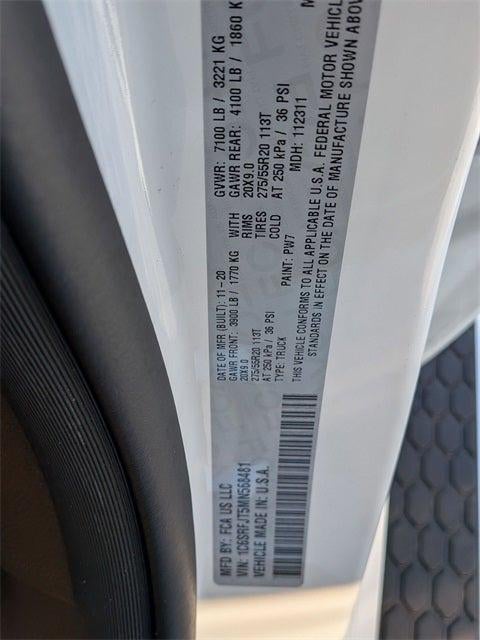 MFD BY: FCA US LLC
DATE OF MFR (BUILT): 11-20 GVWR: 7100 LB / 3221 KG
GAWR FRONT: 3900 LB / 1770 KG WITH GAWR REAR: 4100 LB / 1860 K
20X9.0 RIMS 20X9.0
275/55R20 113T TIRES 275/55R20 113T
AT 250 kPa / 36 PSI COLD AT 250 kPa / 36 PSI
VIN: 1C6SRFJT5MN568481 TYPE: TRUCK PAINT: PW7 MDH: 112311
VEHICLE MADE IN: U.S.A.
THIS VEHICLE CONFORMS TO ALL APPLICABLE U.S.A. FEDERAL MOTOR VEHICL
STANDARDS IN EFFECT ON THE DATE OF MANUFACTURE SHOWN ABOV